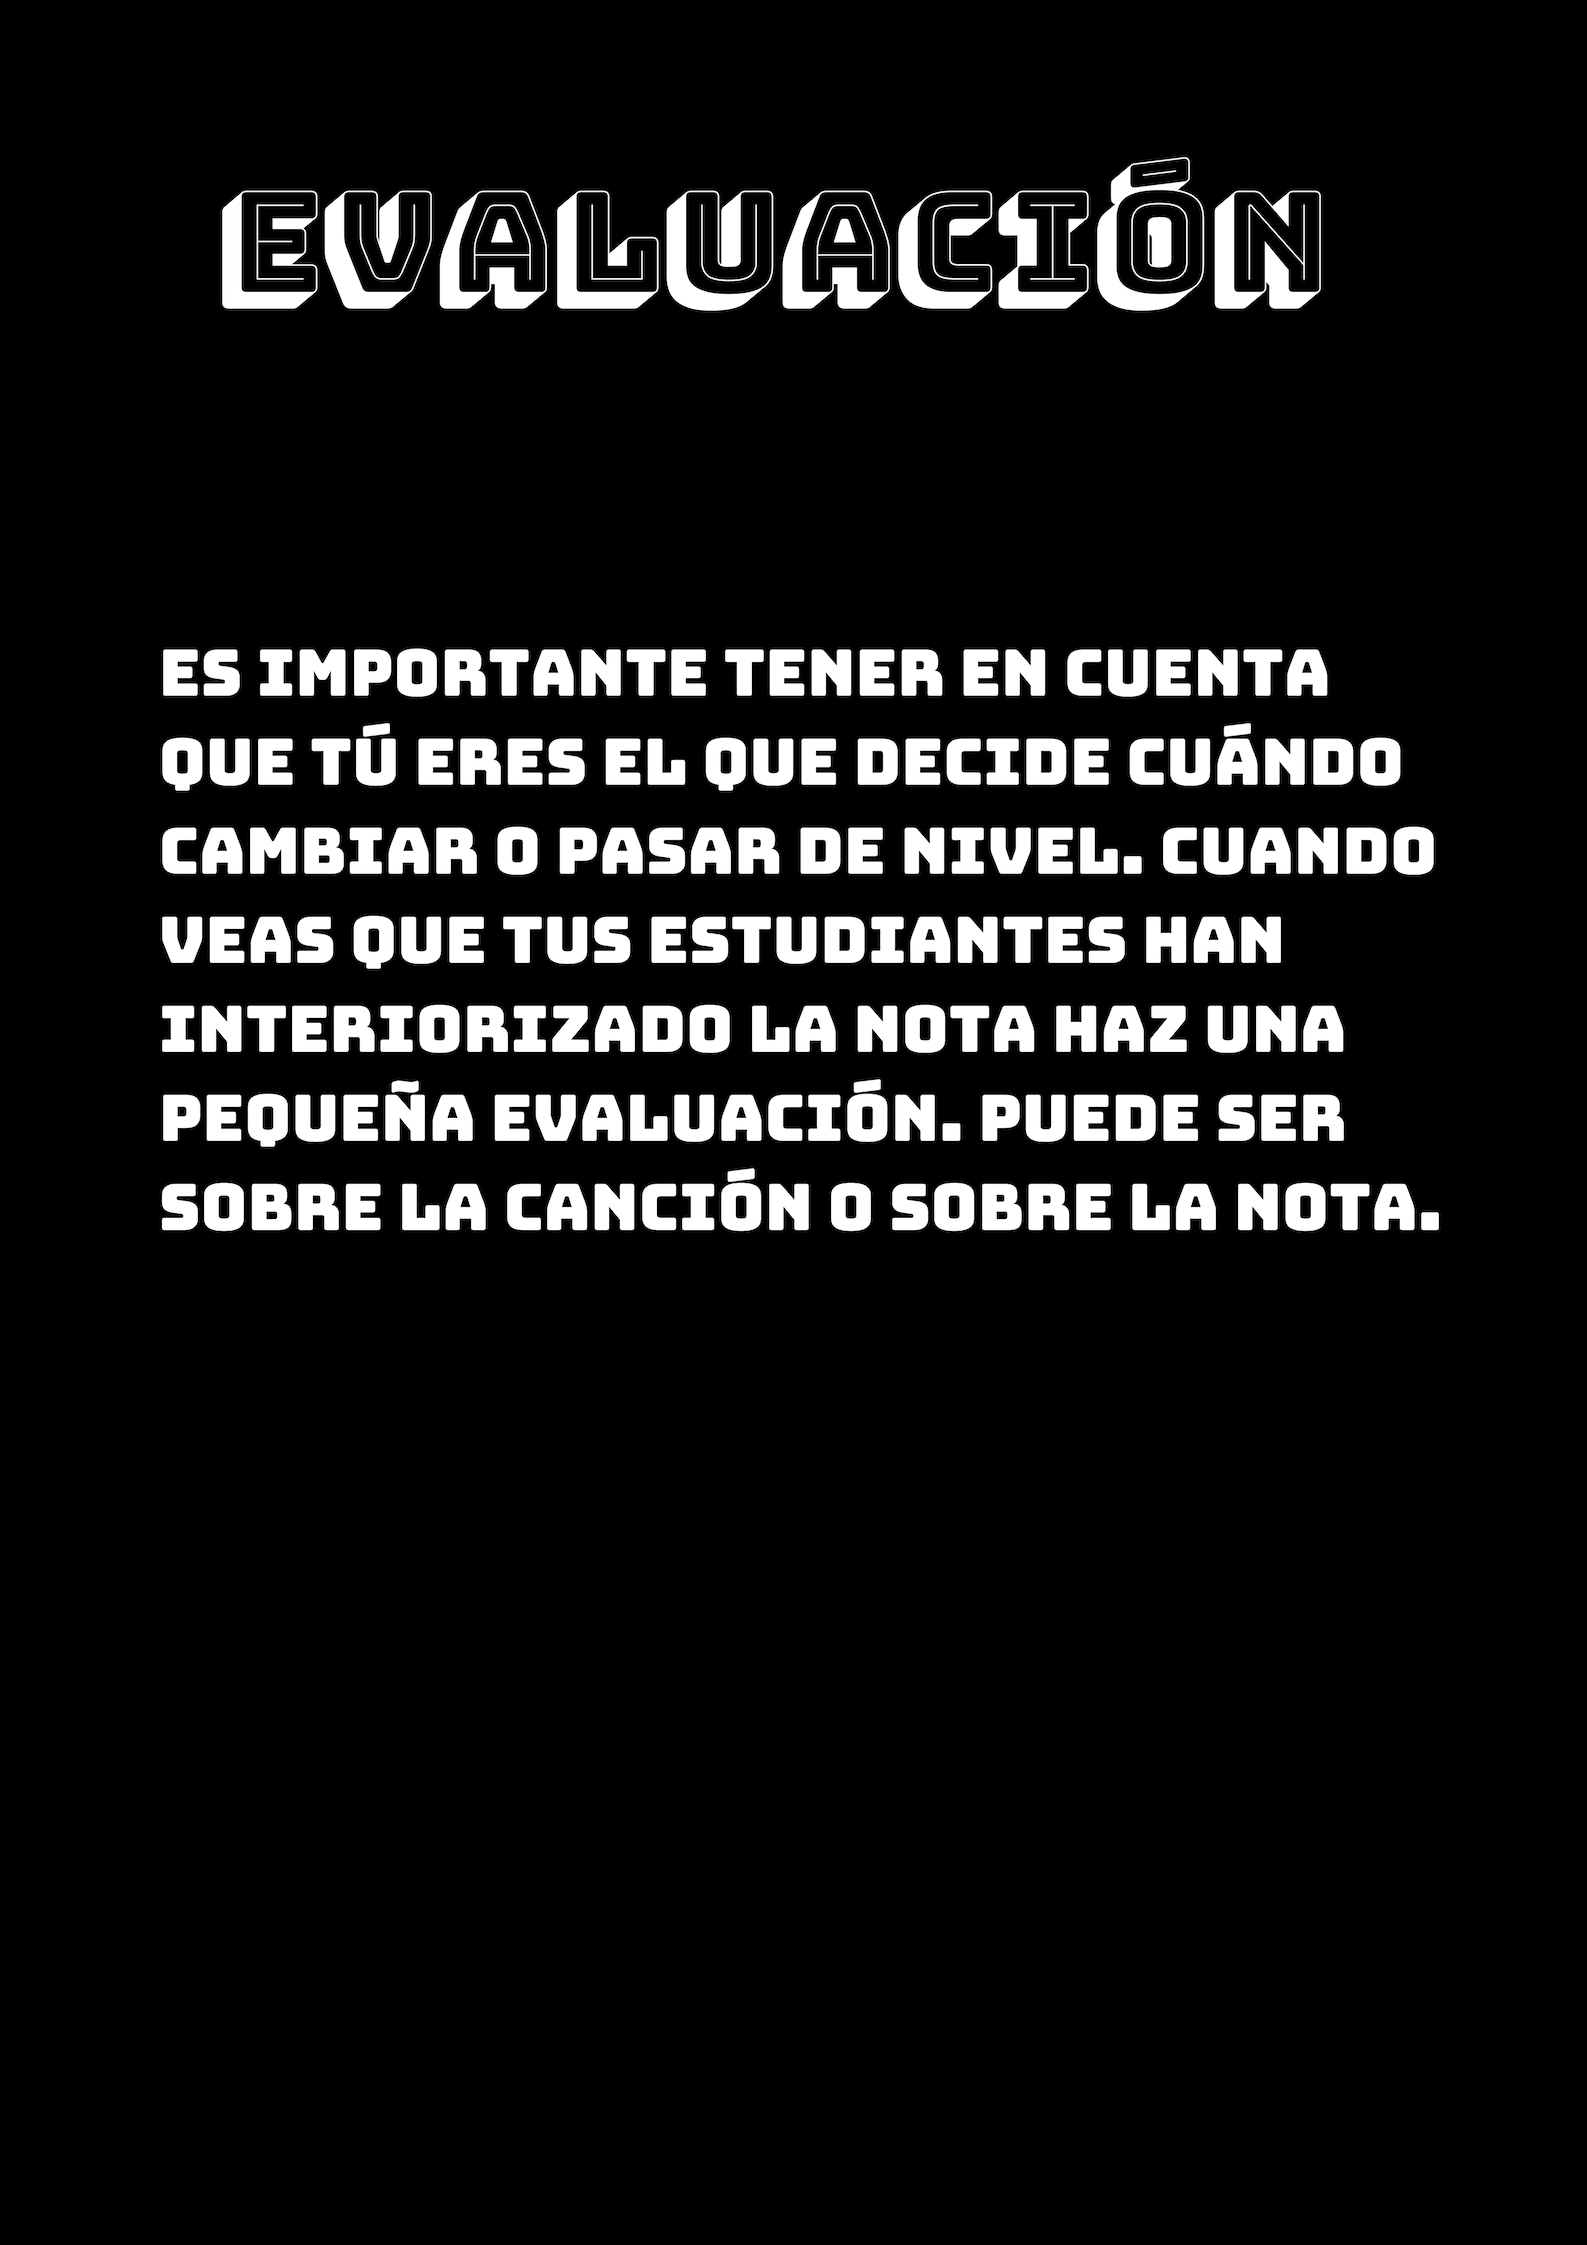 EVALUACIÓN
ES IMPORTANTE TENER EN CUENTA
QUE TÚ ERES EL QUE DECIDE CUÁNDO
CAMBIAR O PASAR DE NIVEL. CUANDO
VEAS QUE TUS ESTUDIANTES HAN
INTERIORIZADO LA NOTA HAZ UNA
PEQUEÑA EVALUACIÓN. PUEDE SER
SOBRE LA CANCIÓN O SOBRE LA NOTA.